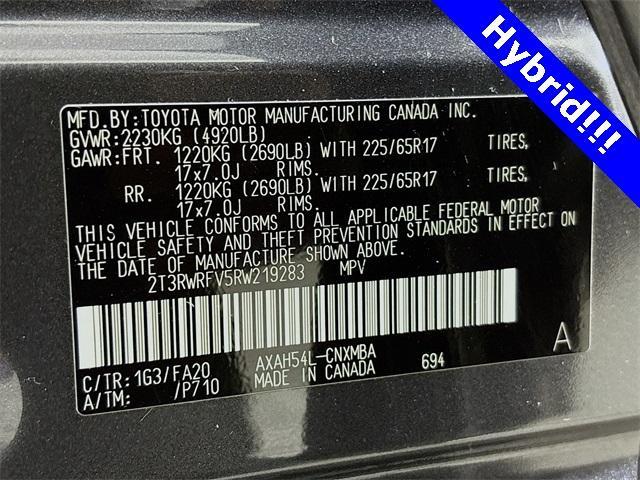 Hybrid!!!
MFD.BY:TOYOTA MOTOR MANUFACTURING CANADA INC.
GVWR:2230KG (4920LB)
GAWR:FRT. 1220KG (2690LB) WITH 225/65R17 TIRES,
17x7.0J RIMS.
RR. 1220KG (2690LB) WITH 225/65R17 TIRES,
17x7.0J RIMS.
THIS VEHICLE CONFORMS TO ALL APPLICABLE FEDERAL MOTOR
VEHICLE SAFETY AND THEFT PREVENTION STANDARDS IN EFFECT ON
THE DATE OF MANUFACTURE SHOWN ABOVE.
2T3RWRFV5RW219283 MPV
C/TR:1G3/FA20 AXAH54L-CNXMBA 694 A
A/TM: /P710 MADE IN CANADA